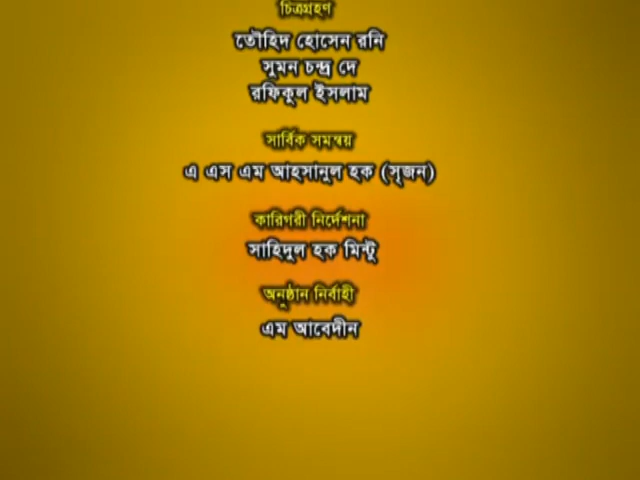 চিত্রগ্রহণ
তৌহিদ হোসেন রনি
সুমন চন্দ্র দে
রফিকুল ইসলাম
সার্বিক সমন্বয়
এ এস এম আহসানুল হক (সৃজন)
কারিগরী নির্দেশনা
সাহিদুল হক মিন্টু
অনুষ্ঠান নির্বাহী
এম আবেদীন